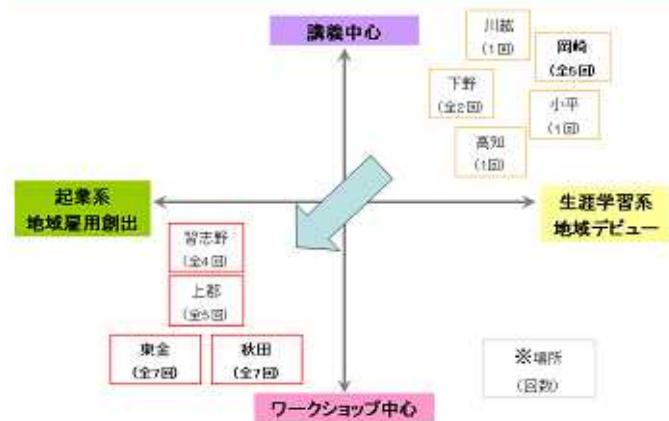 講義中心
川越
(1回)
岡崎
(全5回)
下野
(全2回)
小平
(1回)
高知
(1回)
起業系
地域雇用創出
生涯学習系
地域デビュー
習志野
(全4回)
上郡
(全5回)
東金
(全7回)
秋田
(全7回)
※場所
(回数)
ワークショップ中心